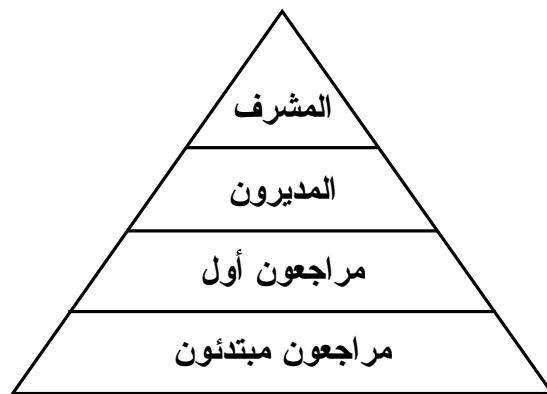 المشرف
المديرون
مراجعون أول
مراجعون مبتدئون